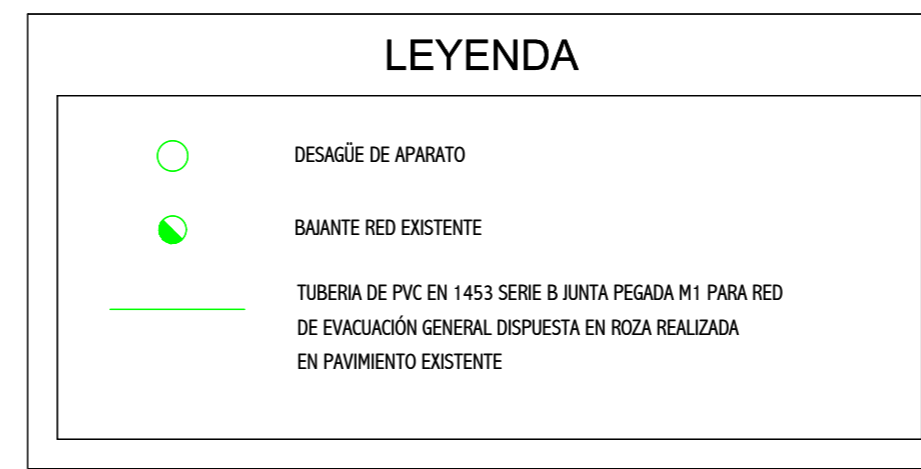 LEYENDA
DESAGÜE DE APARATO
BAJANTE RED EXISTENTE
TUBERIA DE PVC EN 1453 SERIE B JUNTA PEGADA M1 PARA RED
DE EVACUACIÓN GENERAL DISPUESTA EN ROZA REALIZADA
EN PAVIMIENTO EXISTENTE